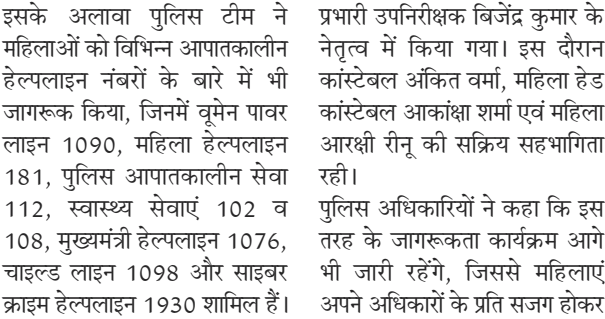 इसके अलावा पुलिस टीम ने
महिलाओं को विभिन्न आपातकालीन
हेल्पलाइन नंबरों के बारे में भी
जागरूक किया, जिनमें वूमेन पावर
लाइन 1090, महिला हेल्पलाइन
181, पुलिस आपातकालीन सेवा
112, स्वास्थ्य सेवाएं 102 व
108, मुख्यमंत्री हेल्पलाइन 1076,
चाइल्ड लाइन 1098 और साइबर
क्राइम हेल्पलाइन 1930 शामिल हैं।
प्रभारी उपनिरीक्षक बिजेंद्र कुमार के
नेतृत्व में किया गया। इस दौरान
कांस्टेबल अंकित वर्मा, महिला हेड
कांस्टेबल आकांक्षा शर्मा एवं महिला
आरक्षी रीनू की सक्रिय सहभागिता
रही।
पुलिस अधिकारियों ने कहा कि इस
तरह के जागरूकता कार्यक्रम आगे
भी जारी रहेंगे, जिससे महिलाएं
अपने अधिकारों के प्रति सजग होकर